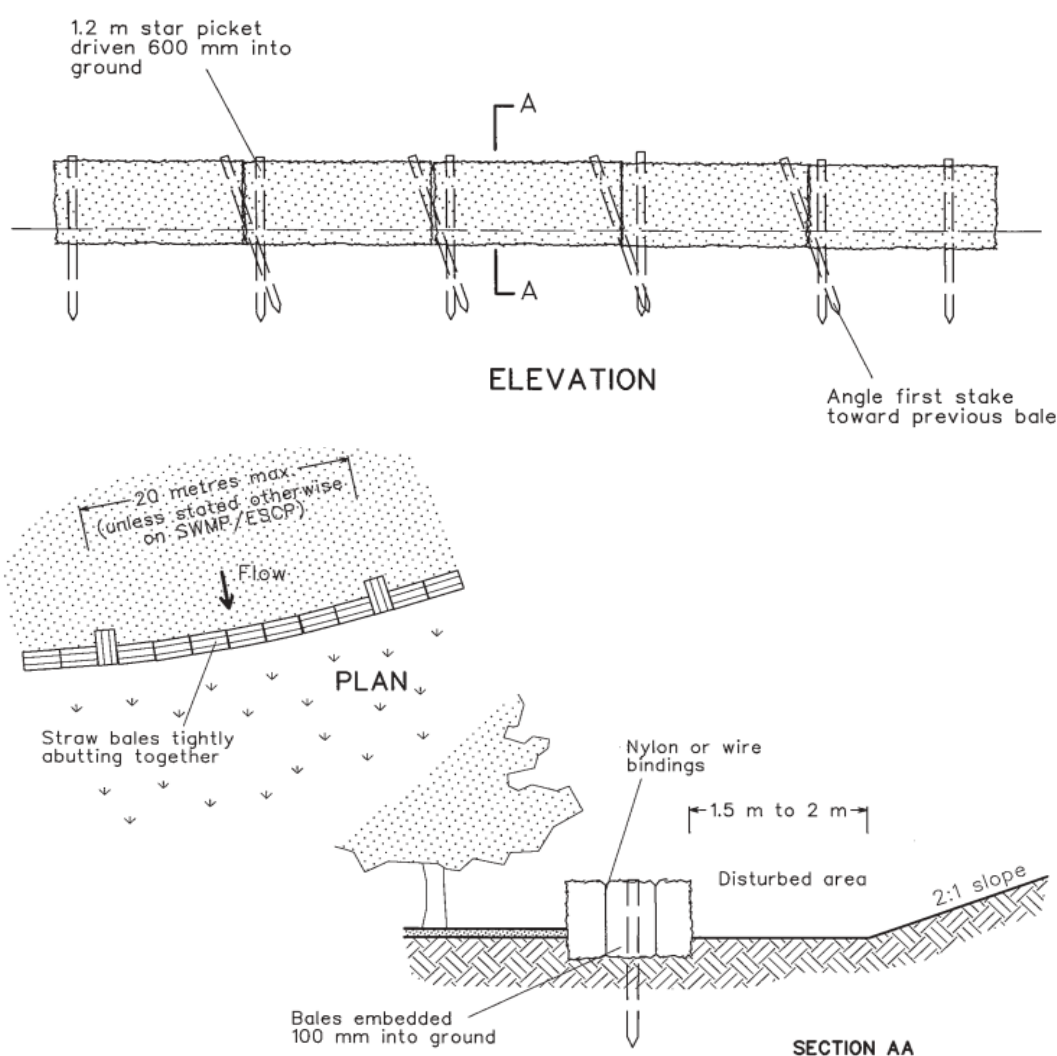 1.2 m star picket
driven 600 mm into
ground
A
A
ELEVATION
Angle first stake
toward previous bale
20 metres max.
(unless stated otherwise
on SWMP/ESCP)
Flow
PLAN
Straw bales tightly
abutting together
Nylon or wire
bindings
1.5 m to 2 m
Disturbed area
2:1 slope
Bales embedded
100 mm into ground
SECTION AA